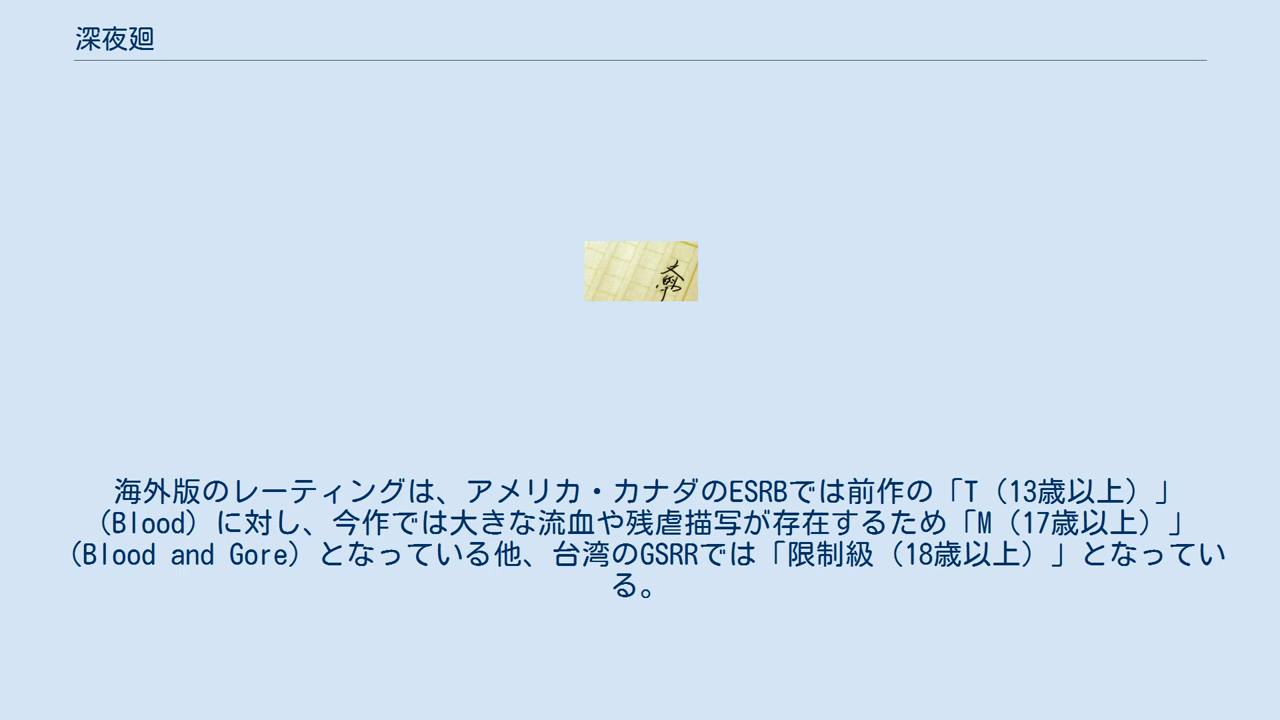 深夜廻
海外版のレーティングは、アメリカ・カナダのESRBでは前作の「T（13歳以上）」
（Blood）に対し、今作では大きな流血や残虐描写が存在するため「M（17歳以上）」
（Blood and Gore）となっている他、台湾のGSRRでは「限制級（18歳以上）」となってい
る。